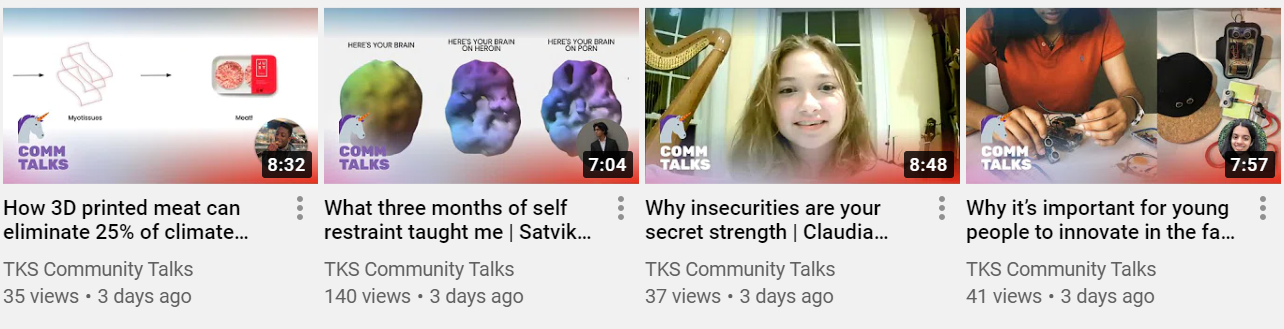 Myotissues
Meat!
COMM
TALKS
8:32
How 3D printed meat can
eliminate 25% of climate...
TKS Community Talks
35 views • 3 days ago
HERE'S YOUR BRAIN
HERE'S YOUR BRAIN
ON HEROIN
HERE'S YOUR BRAIN
ON PORN
COMM
TALKS
7:04
What three months of self
restraint taught me | Satvik...
TKS Community Talks
140 views • 3 days ago
COMM
TALKS
8:48
Why insecurities are your
secret strength | Claudia...
TKS Community Talks
37 views • 3 days ago
COMM
TALKS
7:57
Why it’s important for young
people to innovate in the fa...
TKS Community Talks
41 views • 3 days ago